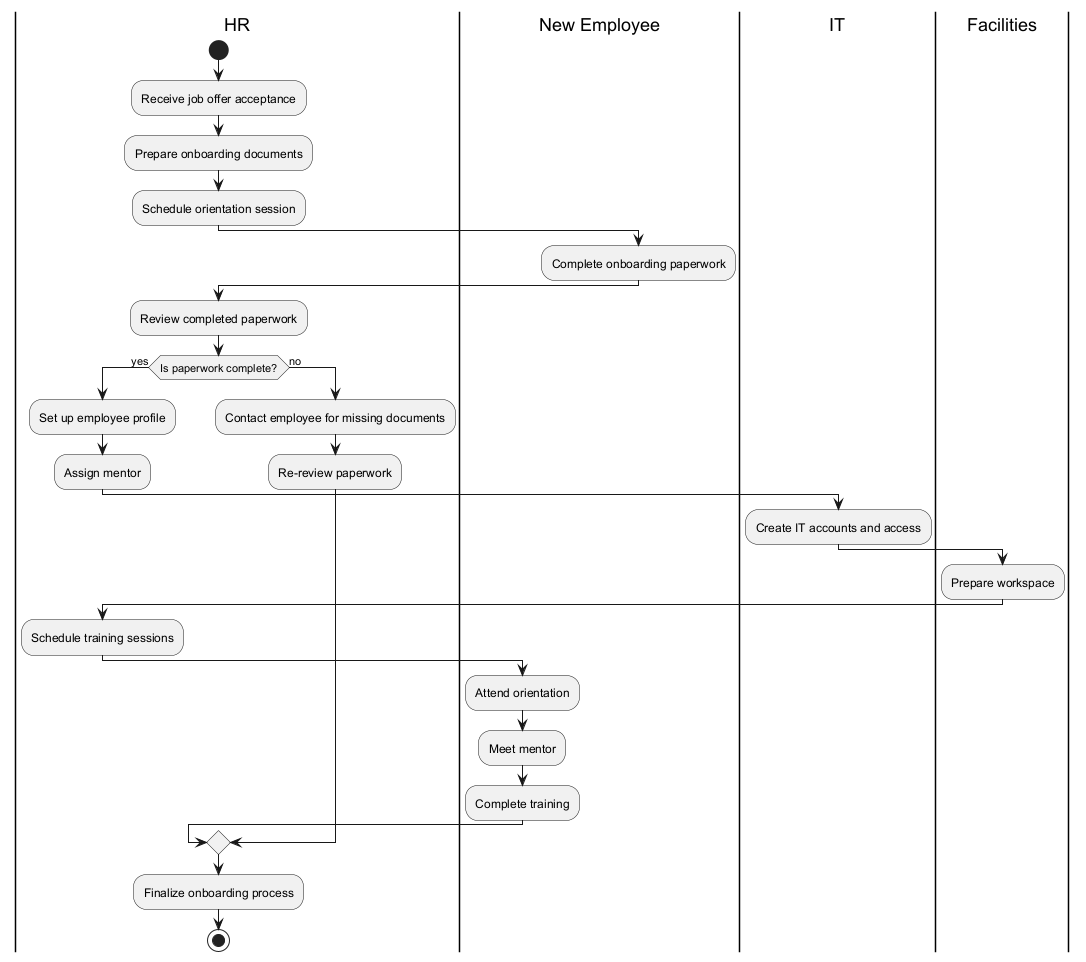 HR
New Employee
IT
Facilities
Receive job offer acceptance
Prepare onboarding documents
Schedule orientation session
Complete onboarding paperwork
Review completed paperwork
yes
Is paperwork complete?
no
Set up employee profile
Contact employee for missing documents
Assign mentor
Re-review paperwork
Create IT accounts and access
Prepare workspace
Schedule training sessions
Attend orientation
Meet mentor
Complete training
Finalize onboarding process